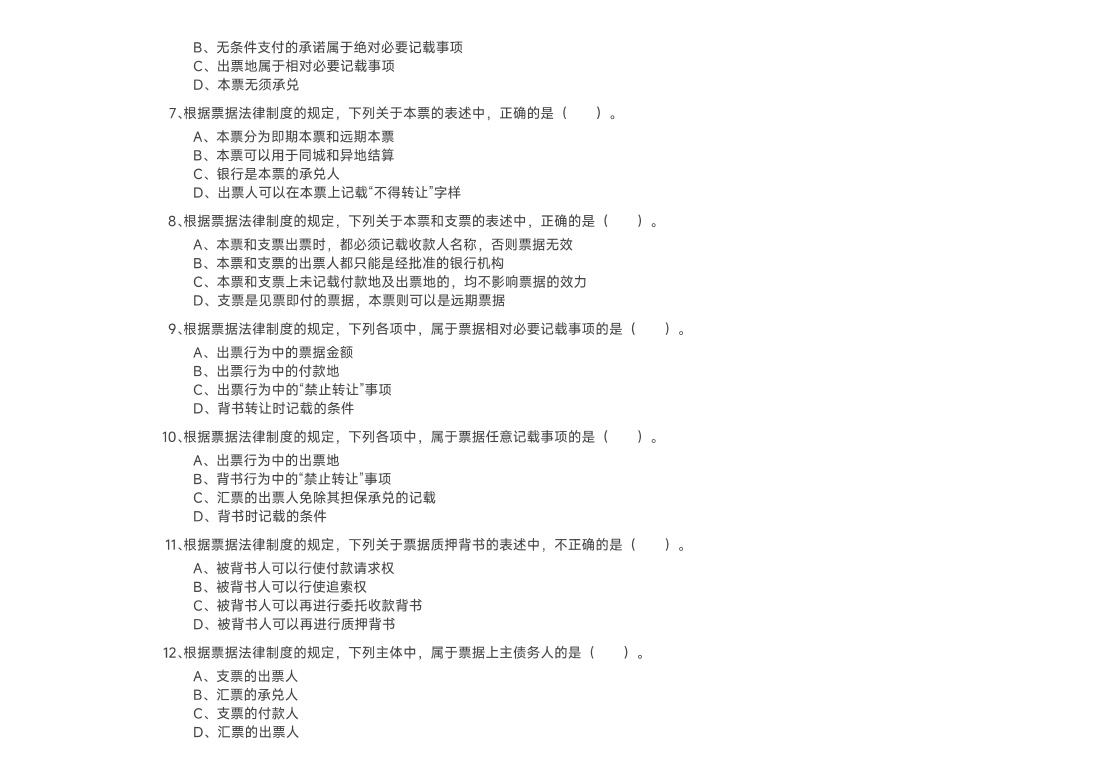 B、无条件支付的承诺属于绝对必要记载事项
C、出票地属于相对必要记载事项
D、本票无须承兑
7、根据票据法律制度的规定，下列关于本票的表述中，正确的是（　　）。
A、本票分为即期本票和远期本票
B、本票可以用于同城和异地结算
C、银行是本票的承兑人
D、出票人可以在本票上记载“不得转让”字样
8、根据票据法律制度的规定，下列关于本票和支票的表述中，正确的是（　　）。
A、本票和支票出票时，都必须记载收款人名称，否则票据无效
B、本票和支票的出票人都只能是经批准的银行机构
C、本票和支票上未记载付款地及出票地的，均不影响票据的效力
D、支票是见票即付的票据，本票则可以是远期票据
9、根据票据法律制度的规定，下列各项中，属于票据相对必要记载事项的是（　　）。
A、出票行为中的票据金额
B、出票行为中的付款地
C、出票行为中的“禁止转让”事项
D、背书转让时记载的条件
10、根据票据法律制度的规定，下列各项中，属于票据任意记载事项的是（　　）。
A、出票行为中的出票地
B、背书行为中的“禁止转让”事项
C、汇票的出票人免除其担保承兑的记载
D、背书时记载的条件
11、根据票据法律制度的规定，下列关于票据质押背书的表述中，不正确的是（　　）。
A、被背书人可以行使付款请求权
B、被背书人可以行使追索权
C、被背书人可以再进行委托收款背书
D、被背书人可以再进行质押背书
12、根据票据法律制度的规定，下列主体中，属于票据上主债务人的是（　　）。
A、支票的出票人
B、汇票的承兑人
C、支票的付款人
D、汇票的出票人